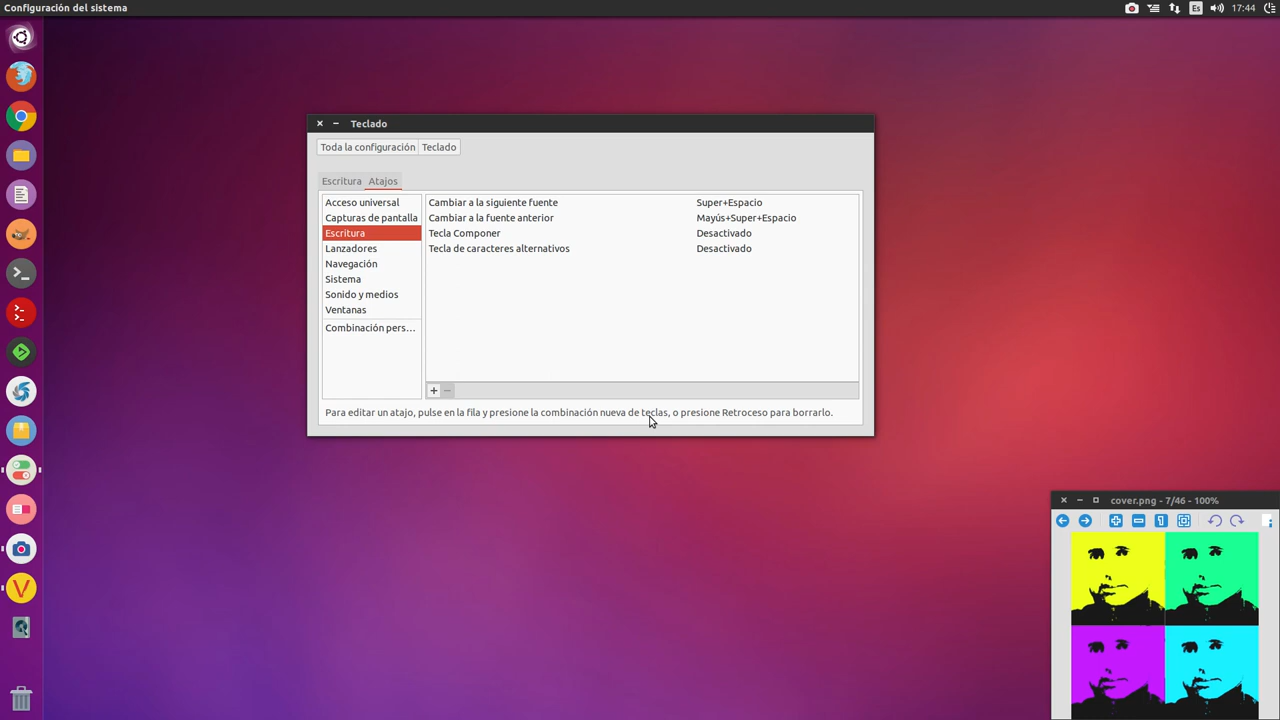 Configuración del sistema
Es
17:44
Teclado
Toda la configuración
Teclado
Escritura
Atajos
Acceso universal
Capturas de pantalla
Escritura
Lanzadores
Navegación
Sistema
Sonido y medios
Ventanas
Combinación pers...
Cambiar a la siguiente fuente Super+Espacio
Cambiar a la fuente anterior Mayús+Super+Espacio
Tecla Componer Desactivado
Tecla de caracteres alternativos Desactivado
Para editar un atajo, pulse en la fila y presione la combinación nueva de teclas, o presione Retroceso para borrarlo.
cover.png - 7/46 - 100%